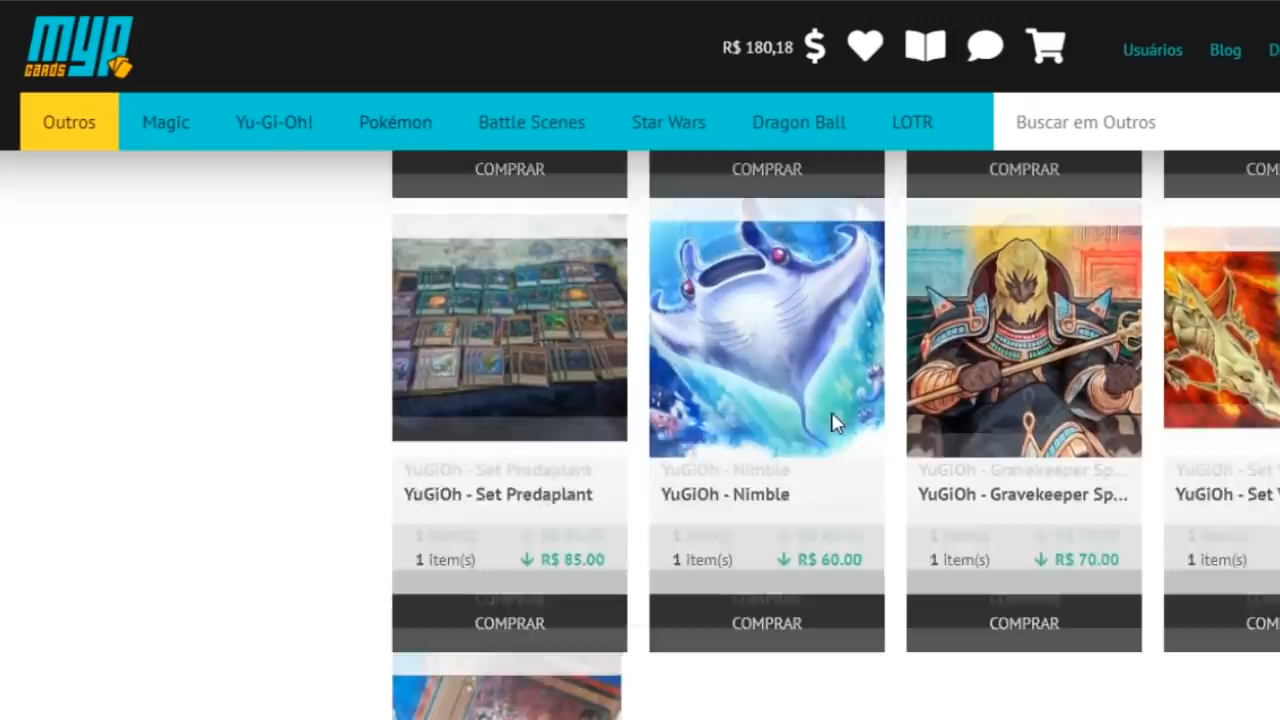 myp
cards
R$ 180,18
Usuários
Blog
D
Outros
Magic
Yu-Gi-Oh!
Pokémon
Battle Scenes
Star Wars
Dragon Ball
LOTR
Buscar em Outros
COMPRAR
COMPRAR
COMPRAR
COM
YuGiOh - Set Predaplant
YuGiOh - Nimble
YuGiOh - Gravekeeper Sp...
YuGiOh - Set
1 item(s) R$ 85.00
1 item(s) R$ 60.00
1 item(s) R$ 70.00
1 item(s)
COMPRAR
COMPRAR
COMPRAR
COM